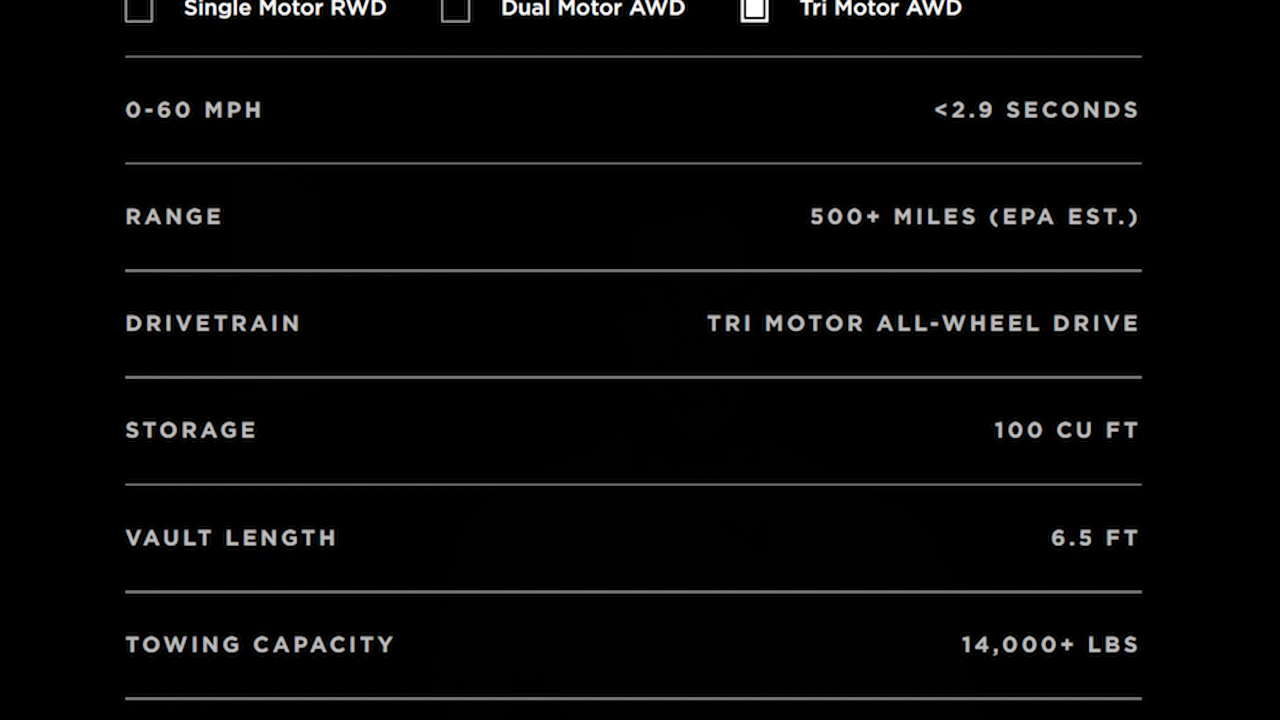 Single Motor RWD Dual Motor AWD Tri Motor AWD
0-60 MPH <2.9 SECONDS
RANGE 500+ MILES (EPA EST.)
DRIVETRAIN TRI MOTOR ALL-WHEEL DRIVE
STORAGE 100 CU FT
VAULT LENGTH 6.5 FT
TOWING CAPACITY 14,000+ LBS